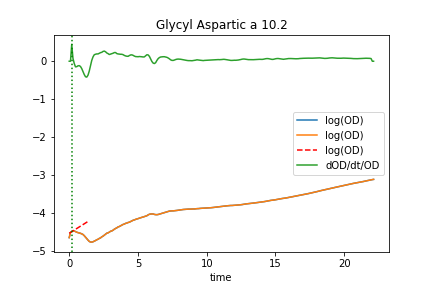 Glycyl Aspartic a 10.2
0
−1
−2
−3
−4
−5
log(OD)
log(OD)
log(OD)
dOD/dt/OD
0 5 10 15 20
time